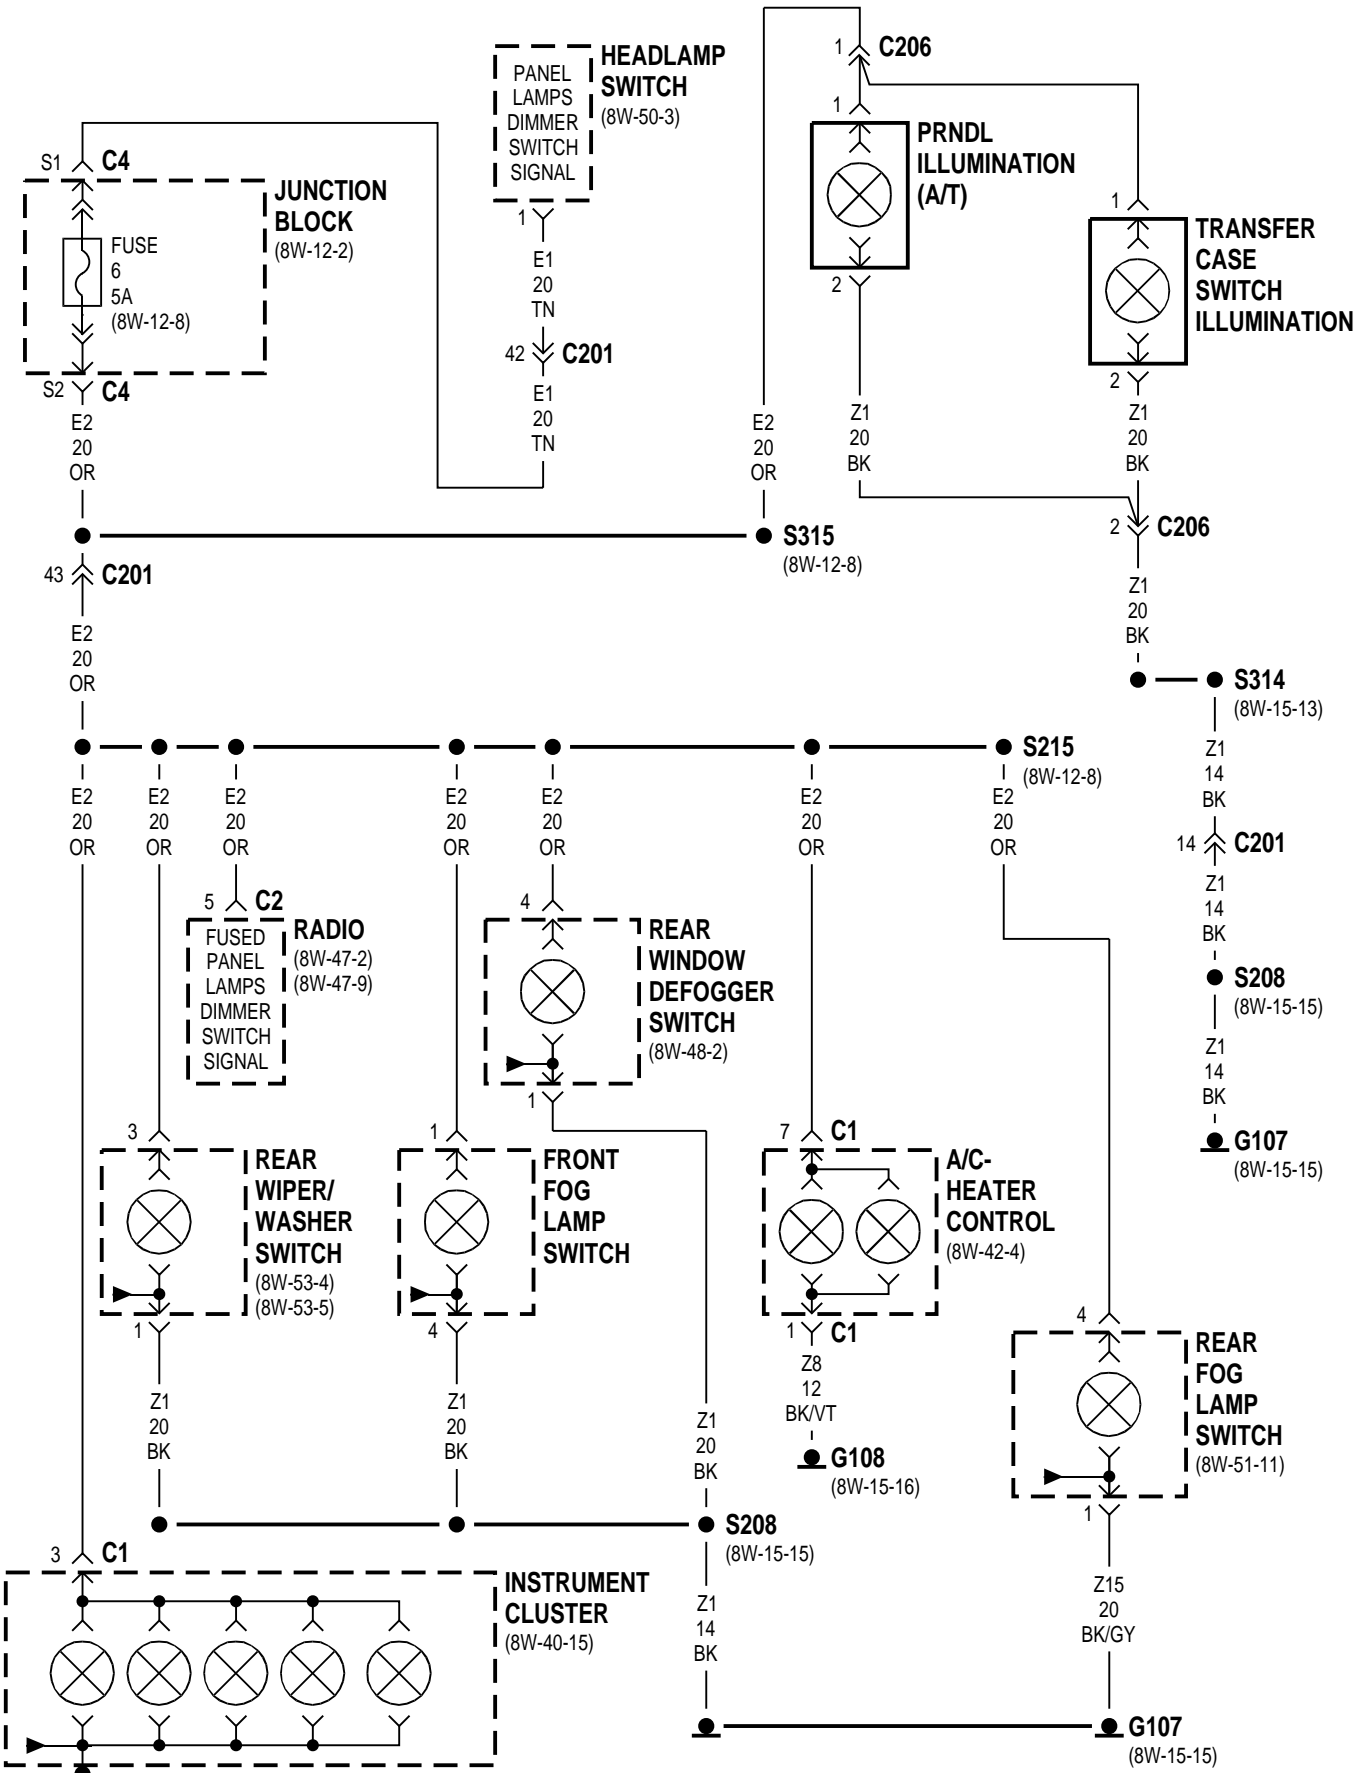 1
C206
HEADLAMP
SWITCH
(8W-50-3)
PANEL
LAMPS
DIMMER
SWITCH
SIGNAL
1
PRNDL
ILLUMINATION
(A/T)
S1
C4
JUNCTION
BLOCK
(8W-12-2)
FUSE
6
5A
(8W-12-8)
1
E1
20
TN
42
C201
E1
20
TN
2
1
TRANSFER
CASE
SWITCH
ILLUMINATION
2
S2
C4
E2
20
OR
E2
20
OR
Z1
20
BK
Z1
20
BK
S315
(8W-12-8)
2
C206
43
C201
E2
20
OR
Z1
20
BK
S314
(8W-15-13)
S215
(8W-12-8)
Z1
14
BK
14
C201
Z1
14
BK
S208
(8W-15-15)
Z1
14
BK
G107
(8W-15-15)
E2
20
OR
E2
20
OR
E2
20
OR
E2
20
OR
E2
20
OR
E2
20
OR
E2
20
OR
5
C2
FUSED
PANEL
LAMPS
DIMMER
SWITCH
SIGNAL
RADIO
(8W-47-2)
(8W-47-9)
4
REAR
WINDOW
DEFOGGER
SWITCH
(8W-48-2)
1
3
REAR
WIPER/
WASHER
SWITCH
(8W-53-4)
(8W-53-5)
1
1
FRONT
FOG
LAMP
SWITCH
4
7
C1
A/C-
HEATER
CONTROL
(8W-42-4)
1
C1
Z8
12
BK/VT
G108
(8W-15-16)
4
REAR
FOG
LAMP
SWITCH
(8W-51-11)
1
Z1
20
BK
Z1
20
BK
Z1
20
BK
S208
(8W-15-15)
3
C1
INSTRUMENT
CLUSTER
(8W-40-15)
Z1
14
BK
Z15
20
BK/GY
G107
(8W-15-15)